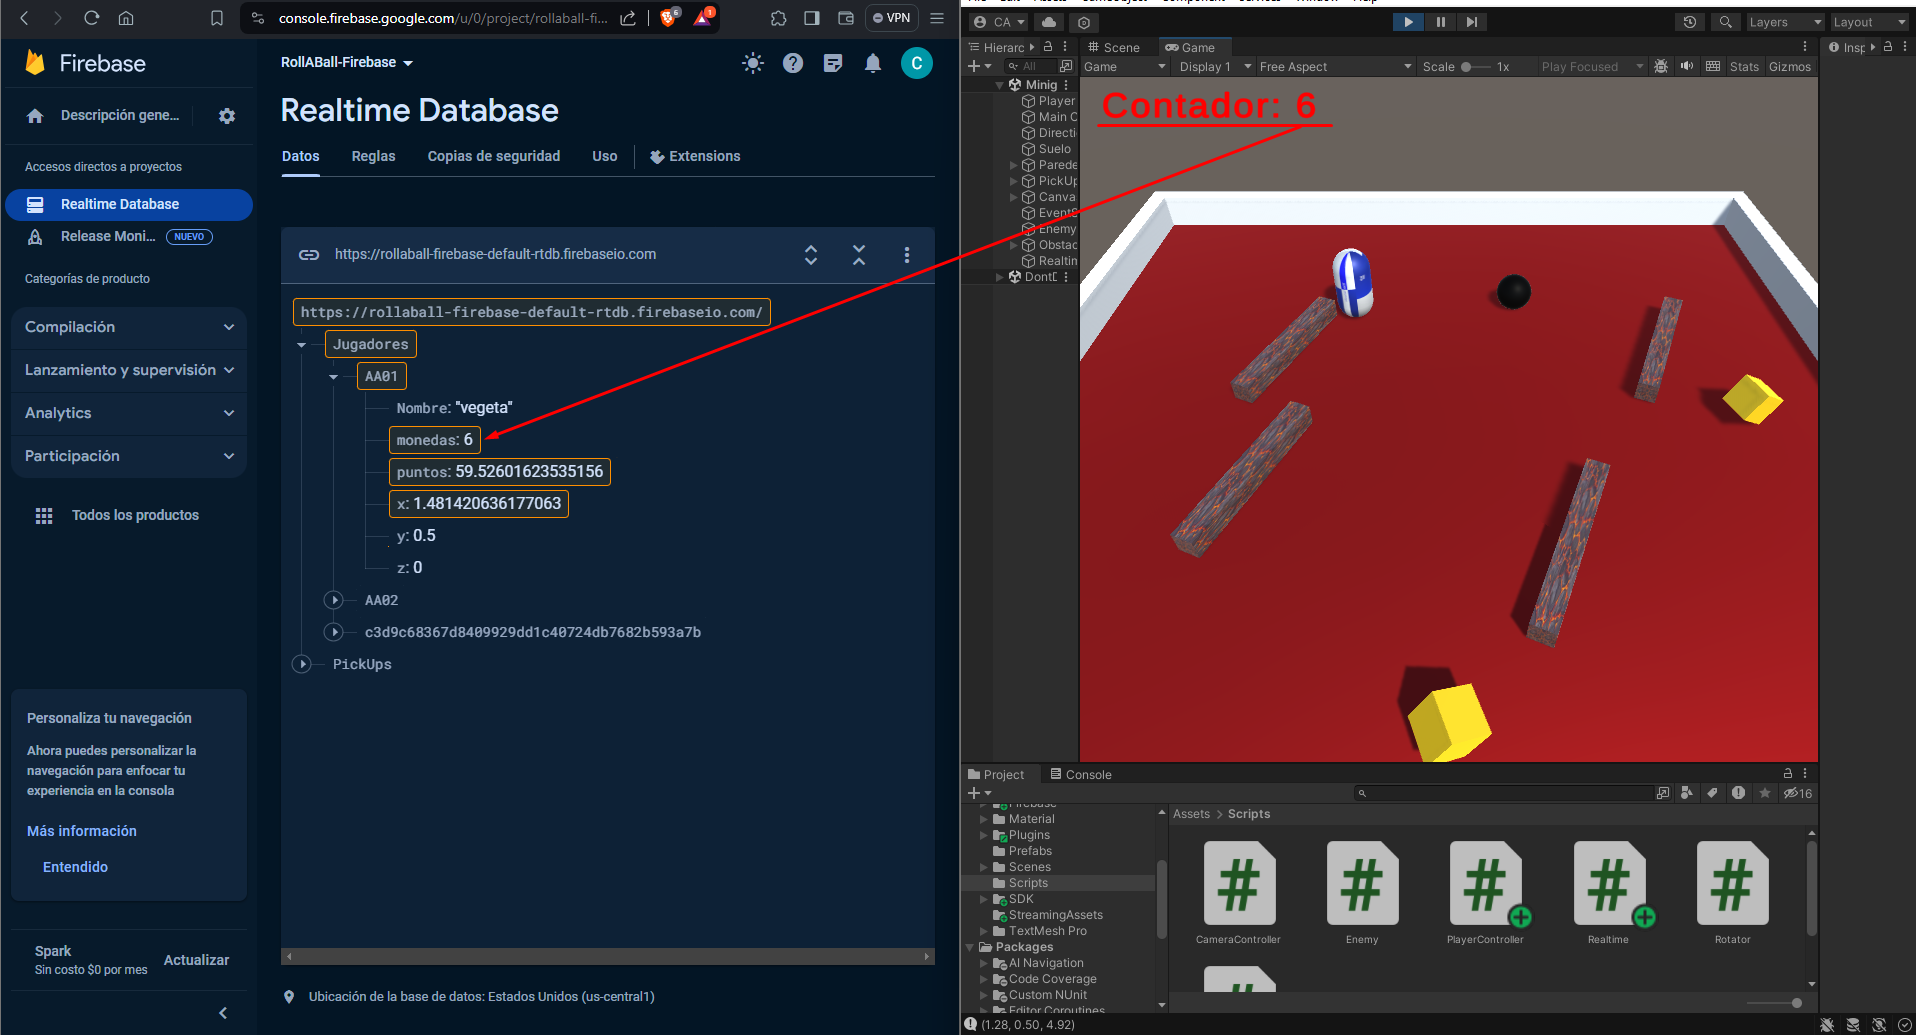 console.firebase.google.com/u/0/project/rollaball-fi...
6
1
VPN
Firebase
Descripción gene...
Accesos directos a proyectos
Realtime Database
Release Moni...
NUEVO
Categorías de producto
Compilación
Lanzamiento y supervisión
Analytics
Participación
Todos los productos
Personaliza tu navegación
Ahora puedes personalizar la
navegación para enfocar tu
experiencia en la consola
Más información
Entendido
Spark
Sin costo $0 por mes
Actualizar
RollABall-Firebase
C
Realtime Database
Datos
Reglas
Copias de seguridad
Uso
Extensions
https://rollaball-firebase-default-rtdb.firebaseio.com
https://rollaball-firebase-default-rtdb.firebaseio.com/
Jugadores
AA01
Nombre: "vegeta"
monedas: 6
puntos: 59.52601623535156
x: 1.481420636177063
y: 0.5
z: 0
AA02
c3d9c68367d8409929dd1c40724db7682b593a7b
PickUps
Ubicación de la base de datos: Estados Unidos (us-central1)
CA
Layers
Layout
Hierarc
All
Minig
Player
Main C
Directi
Suelo
Parede
PickUp
Canva
EventS
Enemy
Obstac
Realtin
DontD
Scene
Game
Game
Display 1
Free Aspect
Scale
1x
Play Focused
Stats
Gizmos
Insp
Contador: 6
Project
Console
16
Firebase
Material
Plugins
Prefabs
Scenes
Scripts
SDK
StreamingAssets
TextMesh Pro
Packages
AI Navigation
Code Coverage
Custom NUnit
Editor Coroutines
Assets > Scripts
CameraController
Enemy
PlayerController
Realtime
Rotator
(1.28, 0.50, 4.92)